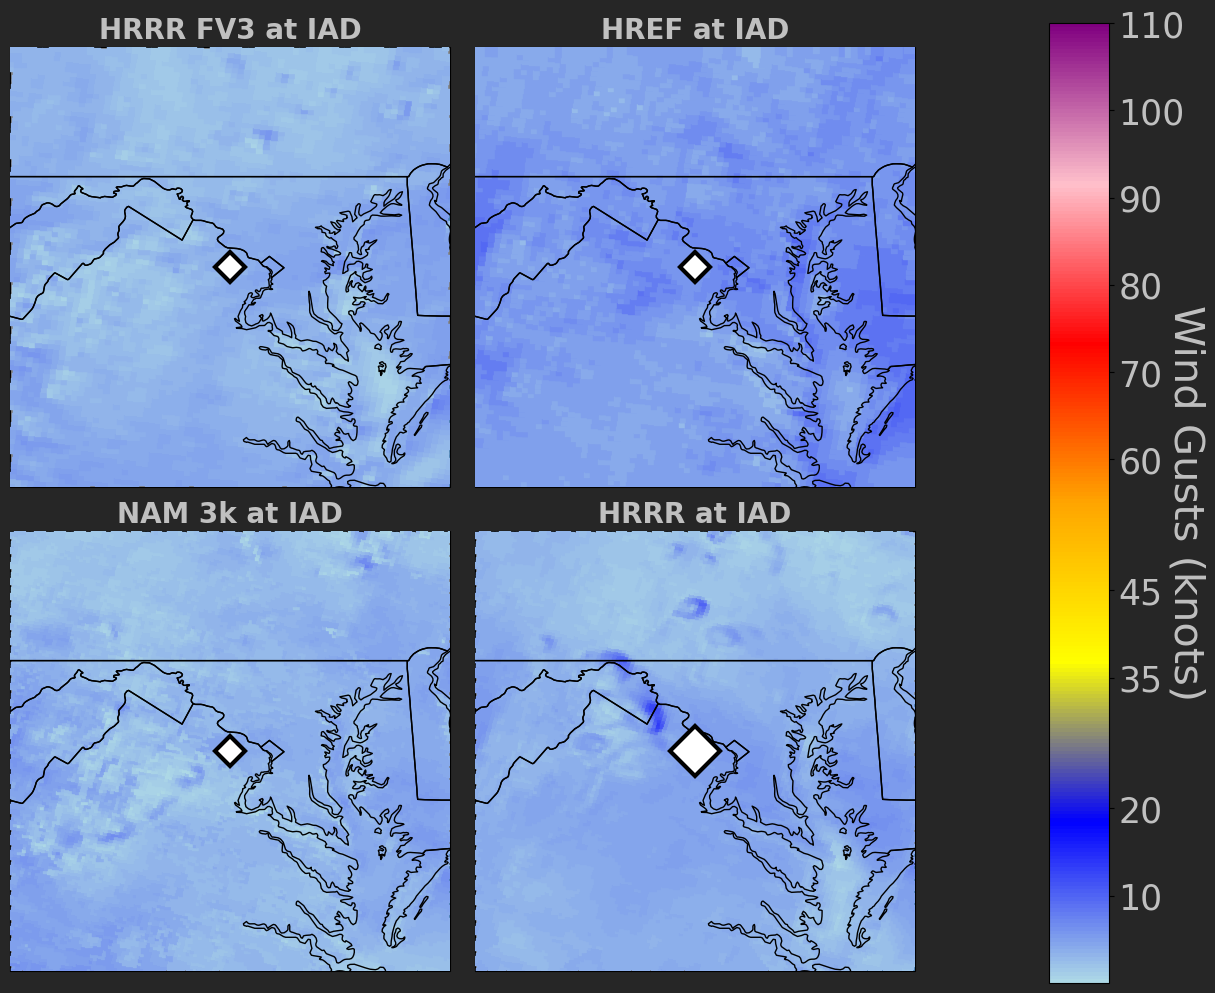 HRRR FV3 at IAD
HREF at IAD
NAM 3k at IAD
HRRR at IAD
110
100
90
80
70
60
45
35
20
10
Wind Gusts (knots)